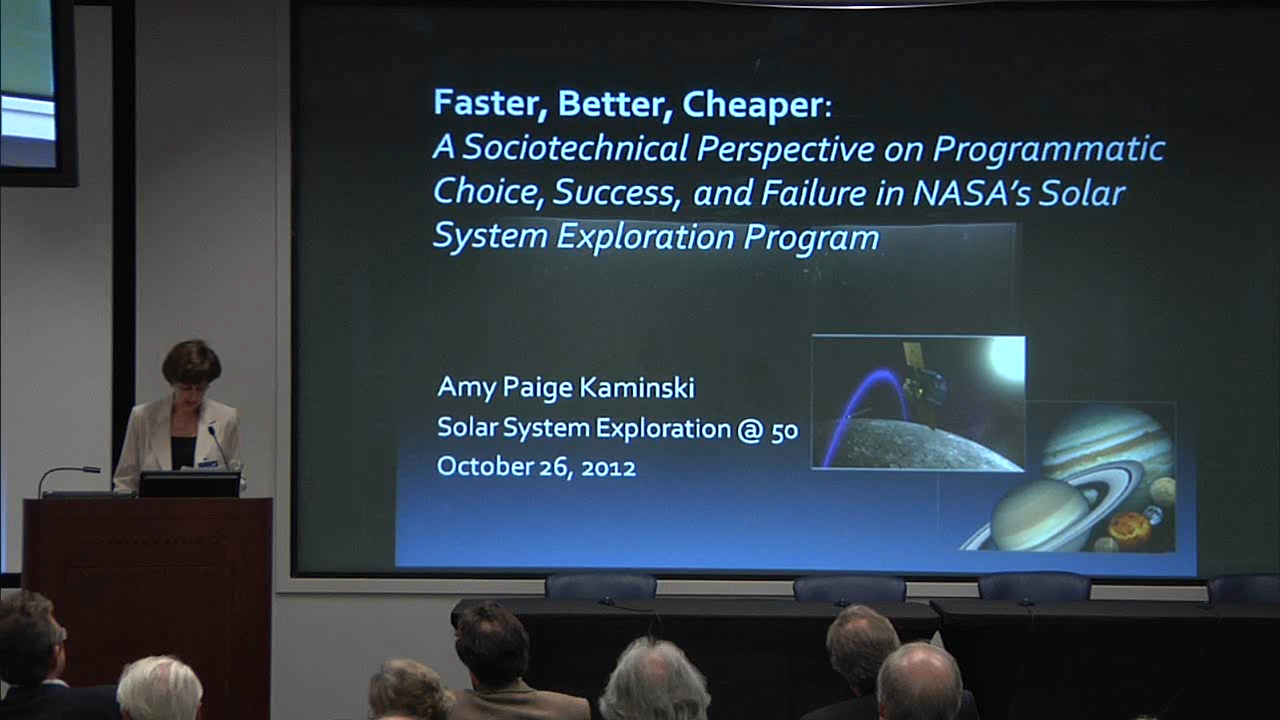 Faster, Better, Cheaper:
A Sociotechnical Perspective on Programmatic
Choice, Success, and Failure in NASA's Solar
System Exploration Program
Amy Paige Kaminski
Solar System Exploration @ 50
October 26, 2012